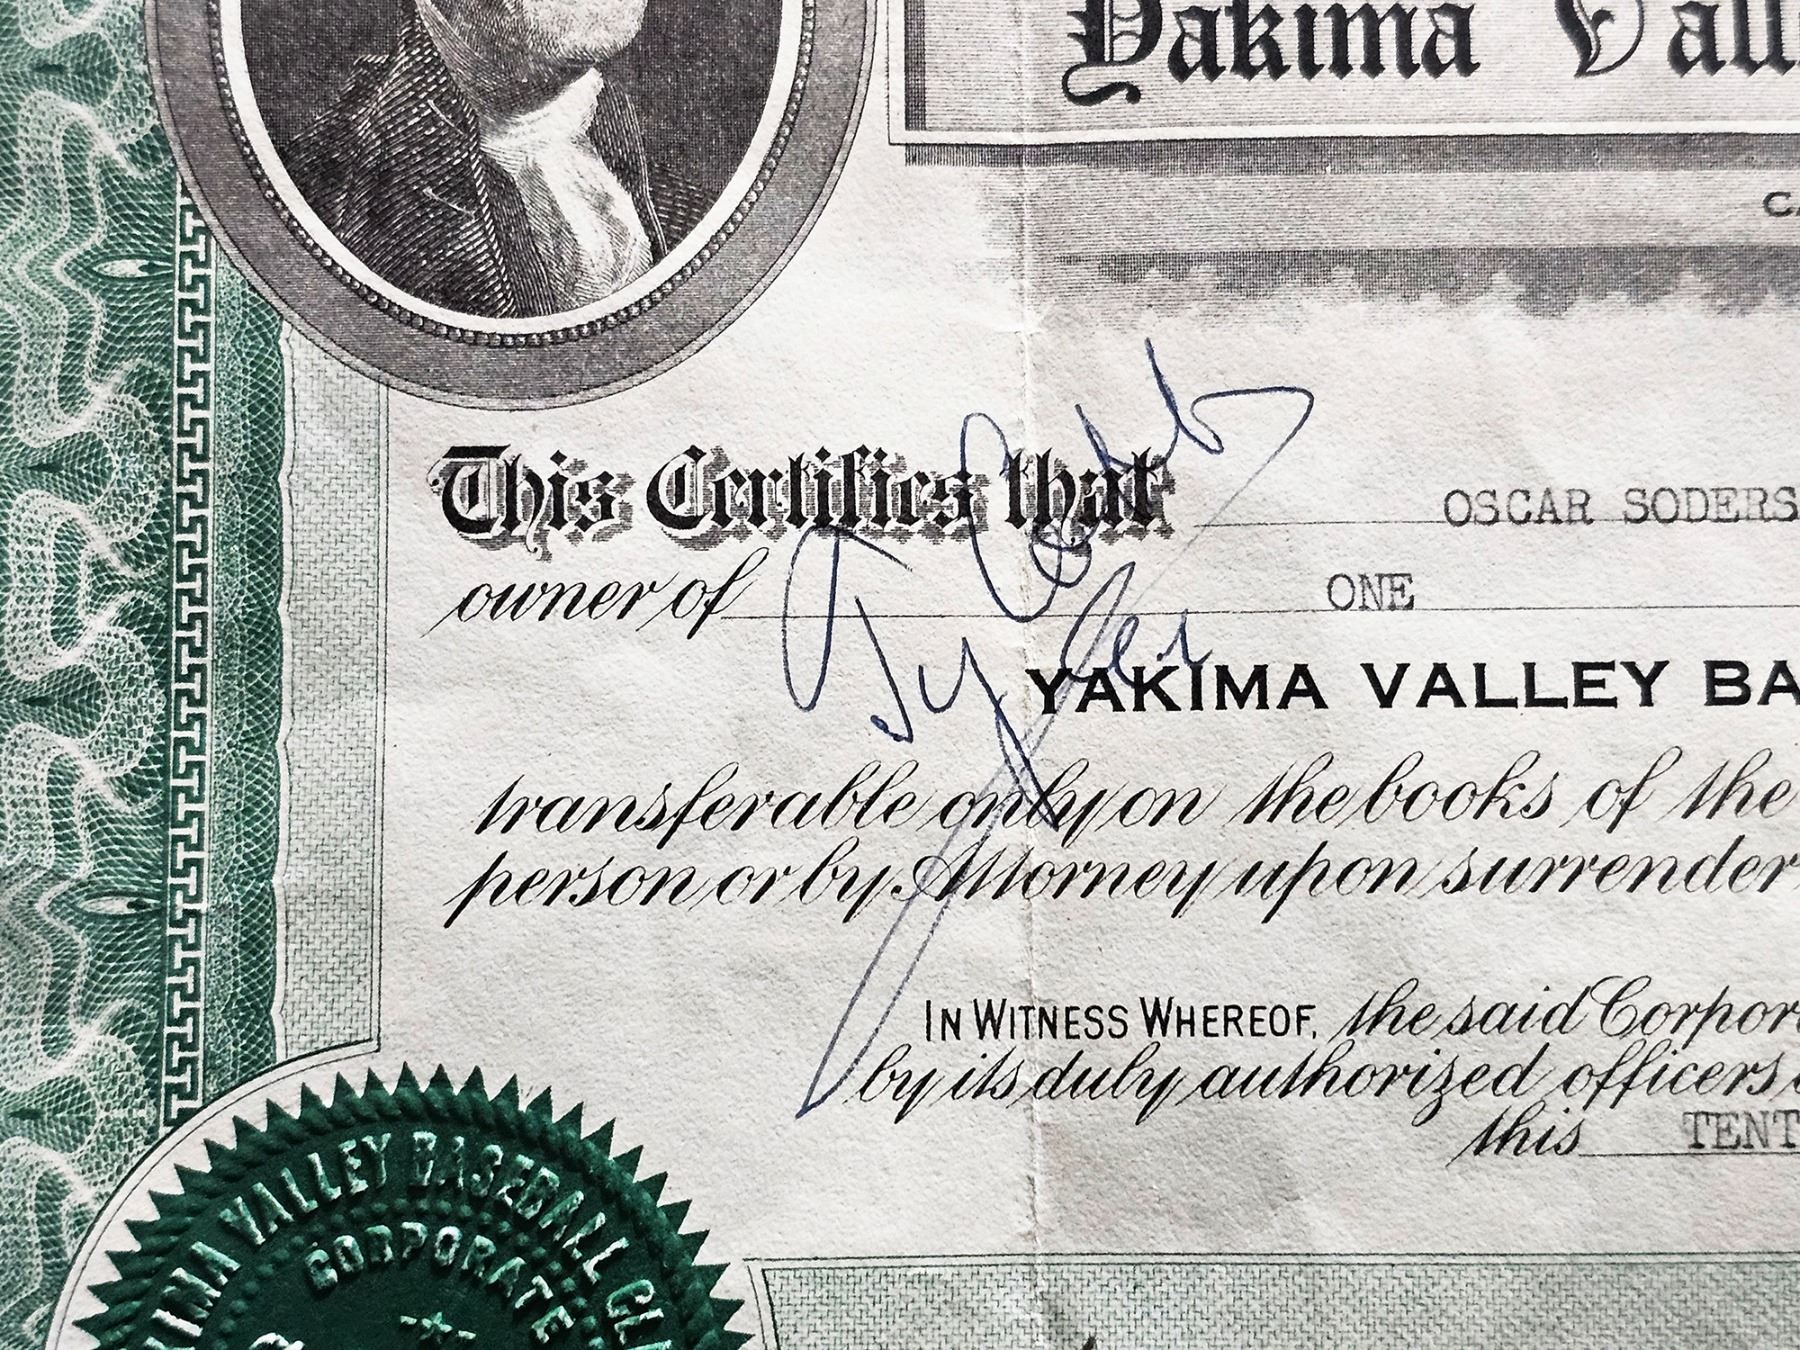 Yakima Vall
This Certifies that OSCAR SODERS
owner of ONE
Tyler
YAKIMA VALLEY BA
transferable only on the books of the
person or by Attorney upon surrender
IN WITNESS WHEREOF, the said Corpor
by its duly authorized officers
this TENT
IMA VALLEY BASEBALL CL
CORPORATE